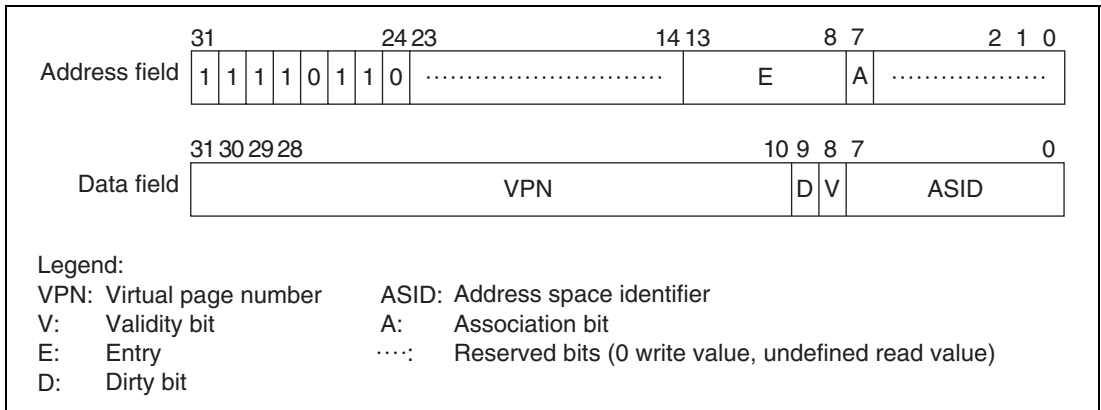 31 24 23 14 13 8 7 2 1 0
Address field 1 1 1 1 0 1 1 0 ............................. E A ...................
31 30 29 28 10 9 8 7 0
Data field VPN D V ASID
Legend:
VPN: Virtual page number ASID: Address space identifier
V: Validity bit A: Association bit
E: Entry ····: Reserved bits (0 write value, undefined read value)
D: Dirty bit